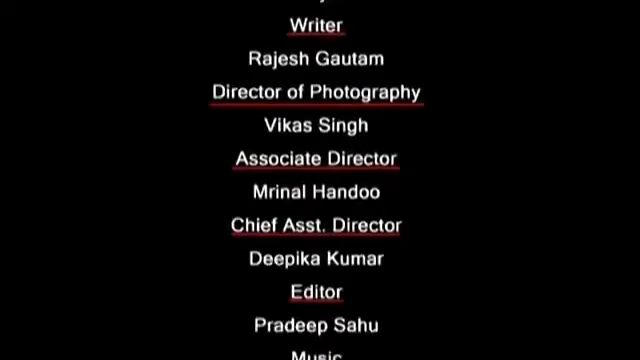 Writer
Rajesh Gautam
Director of Photography
Vikas Singh
Associate Director
Mrinal Handoo
Chief Asst. Director
Deepika Kumar
Editor
Pradeep Sahu
Music